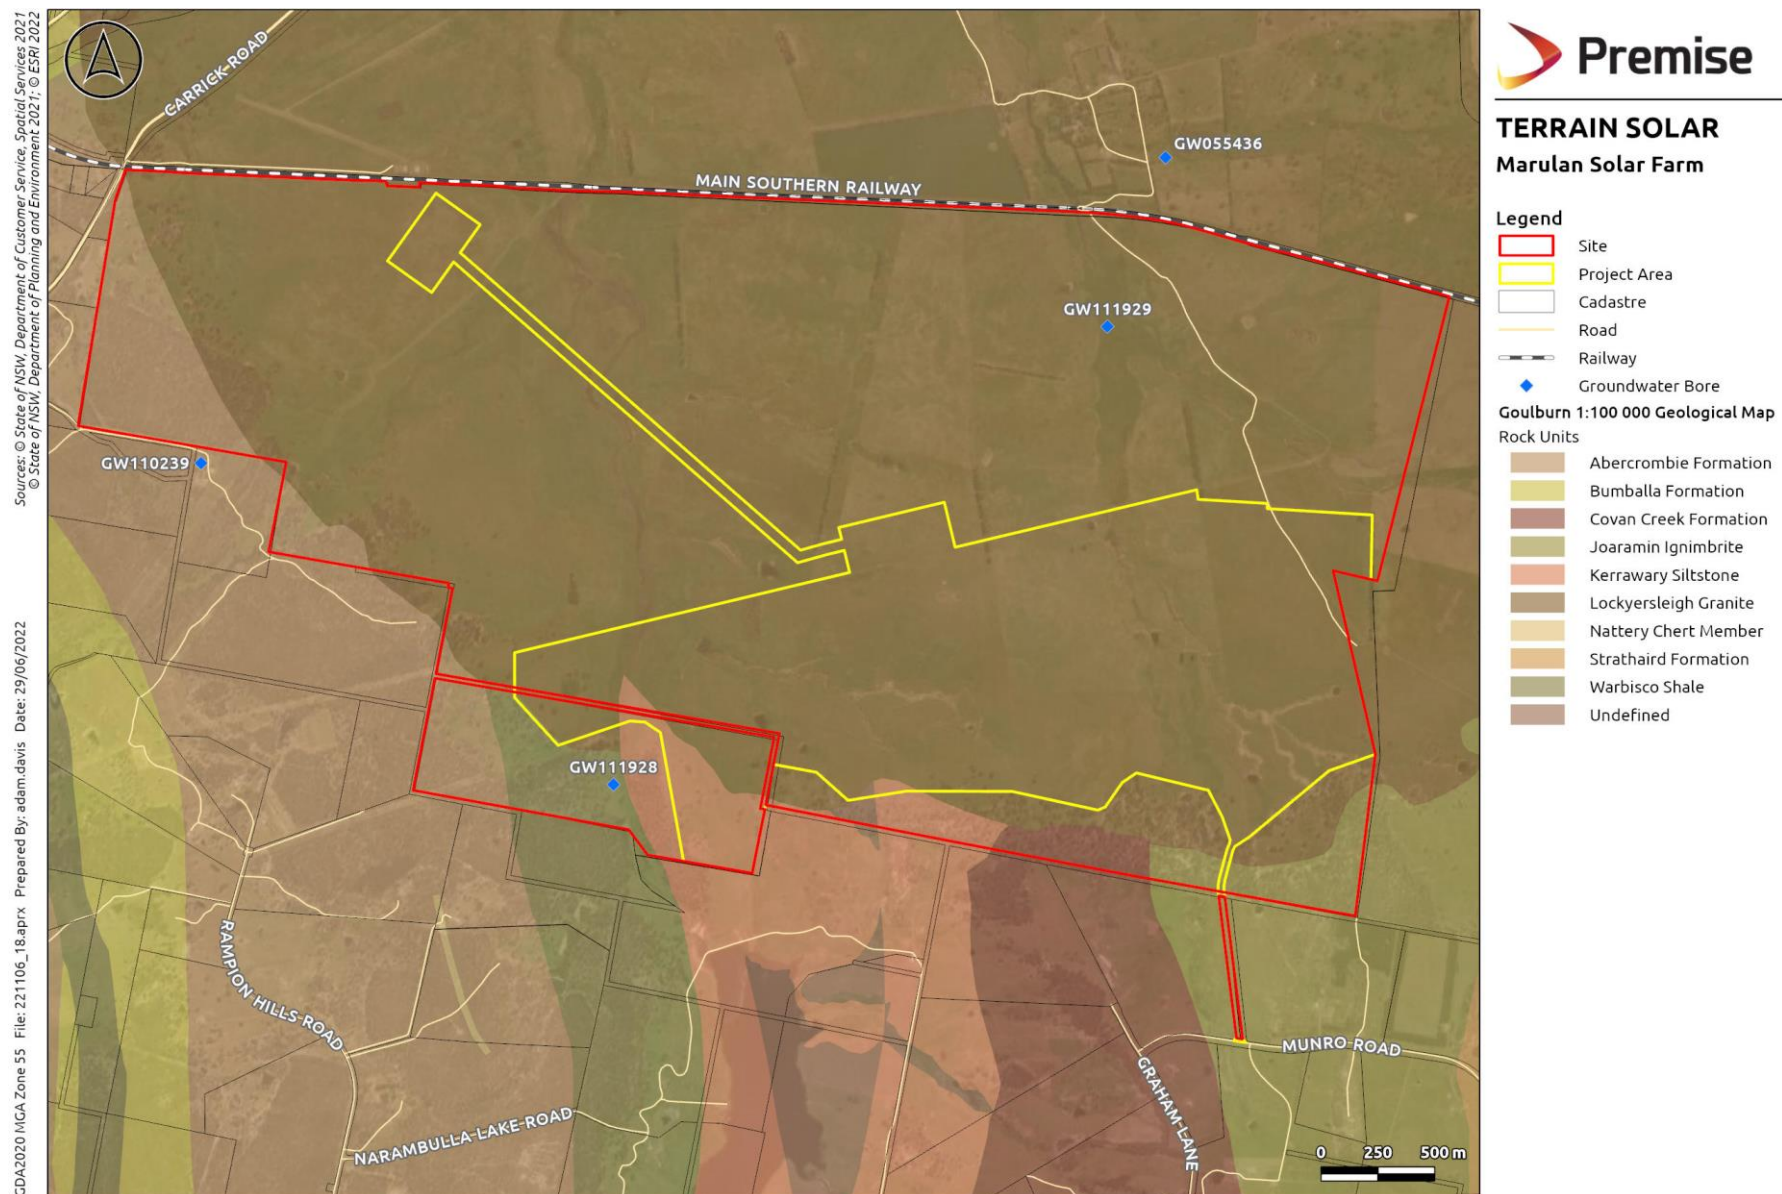 Sources: © State of NSW, Department of Customer Service, Spatial Services 2021
© State of NSW, Department of Planning and Environment 2021; © ESRI 2022
GDA2020 MGA Zone 55 File: 221106_18.aprx Prepared By: adam.davis Date: 29/06/2022
CARRICK ROAD
MAIN SOUTHERN RAILWAY
GW055436
GW111929
GW110239
GW111928
RAMPION HILLS ROAD
NARAMBULLA LAKE ROAD
GRAHAM LANE
MUNRO ROAD
0 250 500 m
Premise
TERRAIN SOLAR
Marulan Solar Farm
Legend
Site
Project Area
Cadastre
Road
Railway
Groundwater Bore
Goulburn 1:100 000 Geological Map
Rock Units
Abercrombie Formation
Bumballa Formation
Covan Creek Formation
Joaramin Ignimbrite
Kerrawary Siltstone
Lockyersleigh Granite
Nattery Chert Member
Strathaird Formation
Warbisco Shale
Undefined